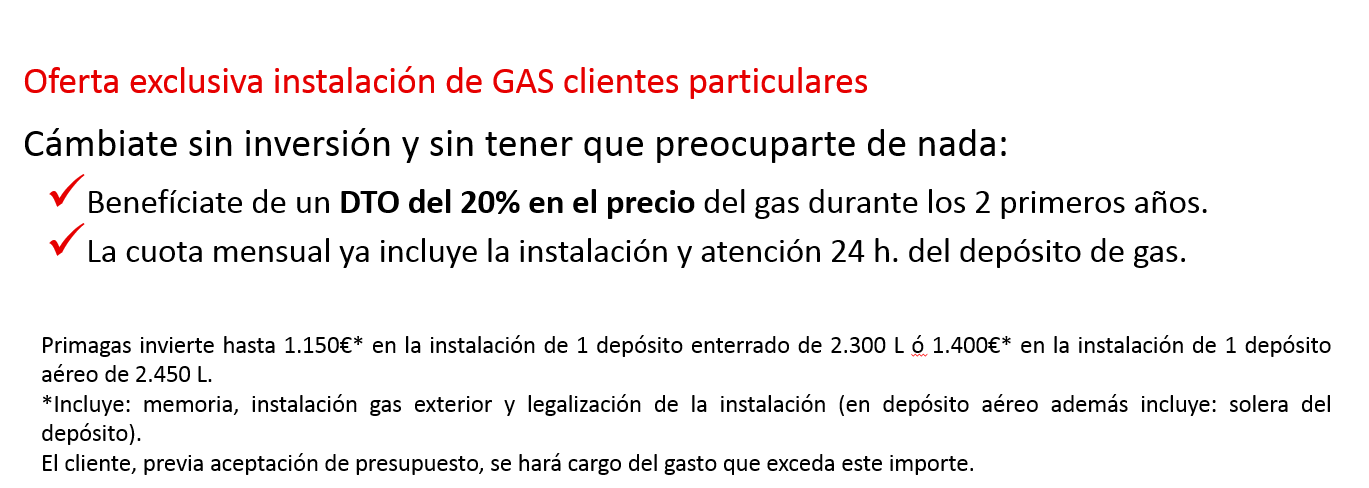 Oferta exclusiva instalación de GAS clientes particulares
Cámbiate sin inversión y sin tener que preocuparte de nada:
✓Benefíciate de un DTO del 20% en el precio del gas durante los 2 primeros años.
✓La cuota mensual ya incluye la instalación y atención 24 h. del depósito de gas.
Primagas invierte hasta 1.150€* en la instalación de 1 depósito enterrado de 2.300 L ó 1.400€* en la instalación de 1 depósito
aéreo de 2.450 L.
*Incluye: memoria, instalación gas exterior y legalización de la instalación (en depósito aéreo además incluye: solera del
depósito).
El cliente, previa aceptación de presupuesto, se hará cargo del gasto que exceda este importe.